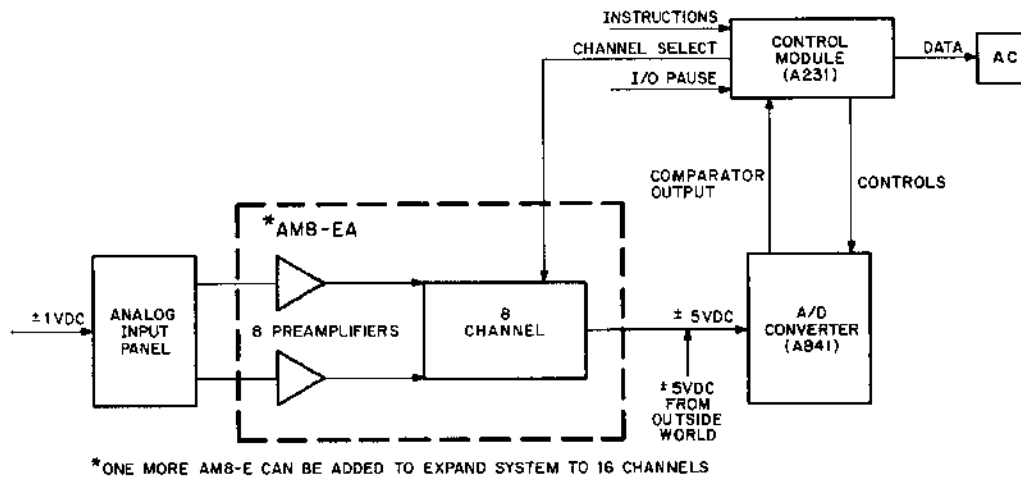 INSTRUCTIONS
CHANNEL SELECT
I/O PAUSE
CONTROL
MODULE
(A231)
DATA
AC
COMPARATOR
OUTPUT
CONTROLS
*AM8-EA
±1VDC
ANALOG
INPUT
PANEL
8 PREAMPLIFIERS
8
CHANNEL
± 5VDC
±5VDC
FROM
OUTSIDE
WORLD
A/D
CONVERTER
(A841)
*ONE MORE AM8-E CAN BE ADDED TO EXPAND SYSTEM TO 16 CHANNELS